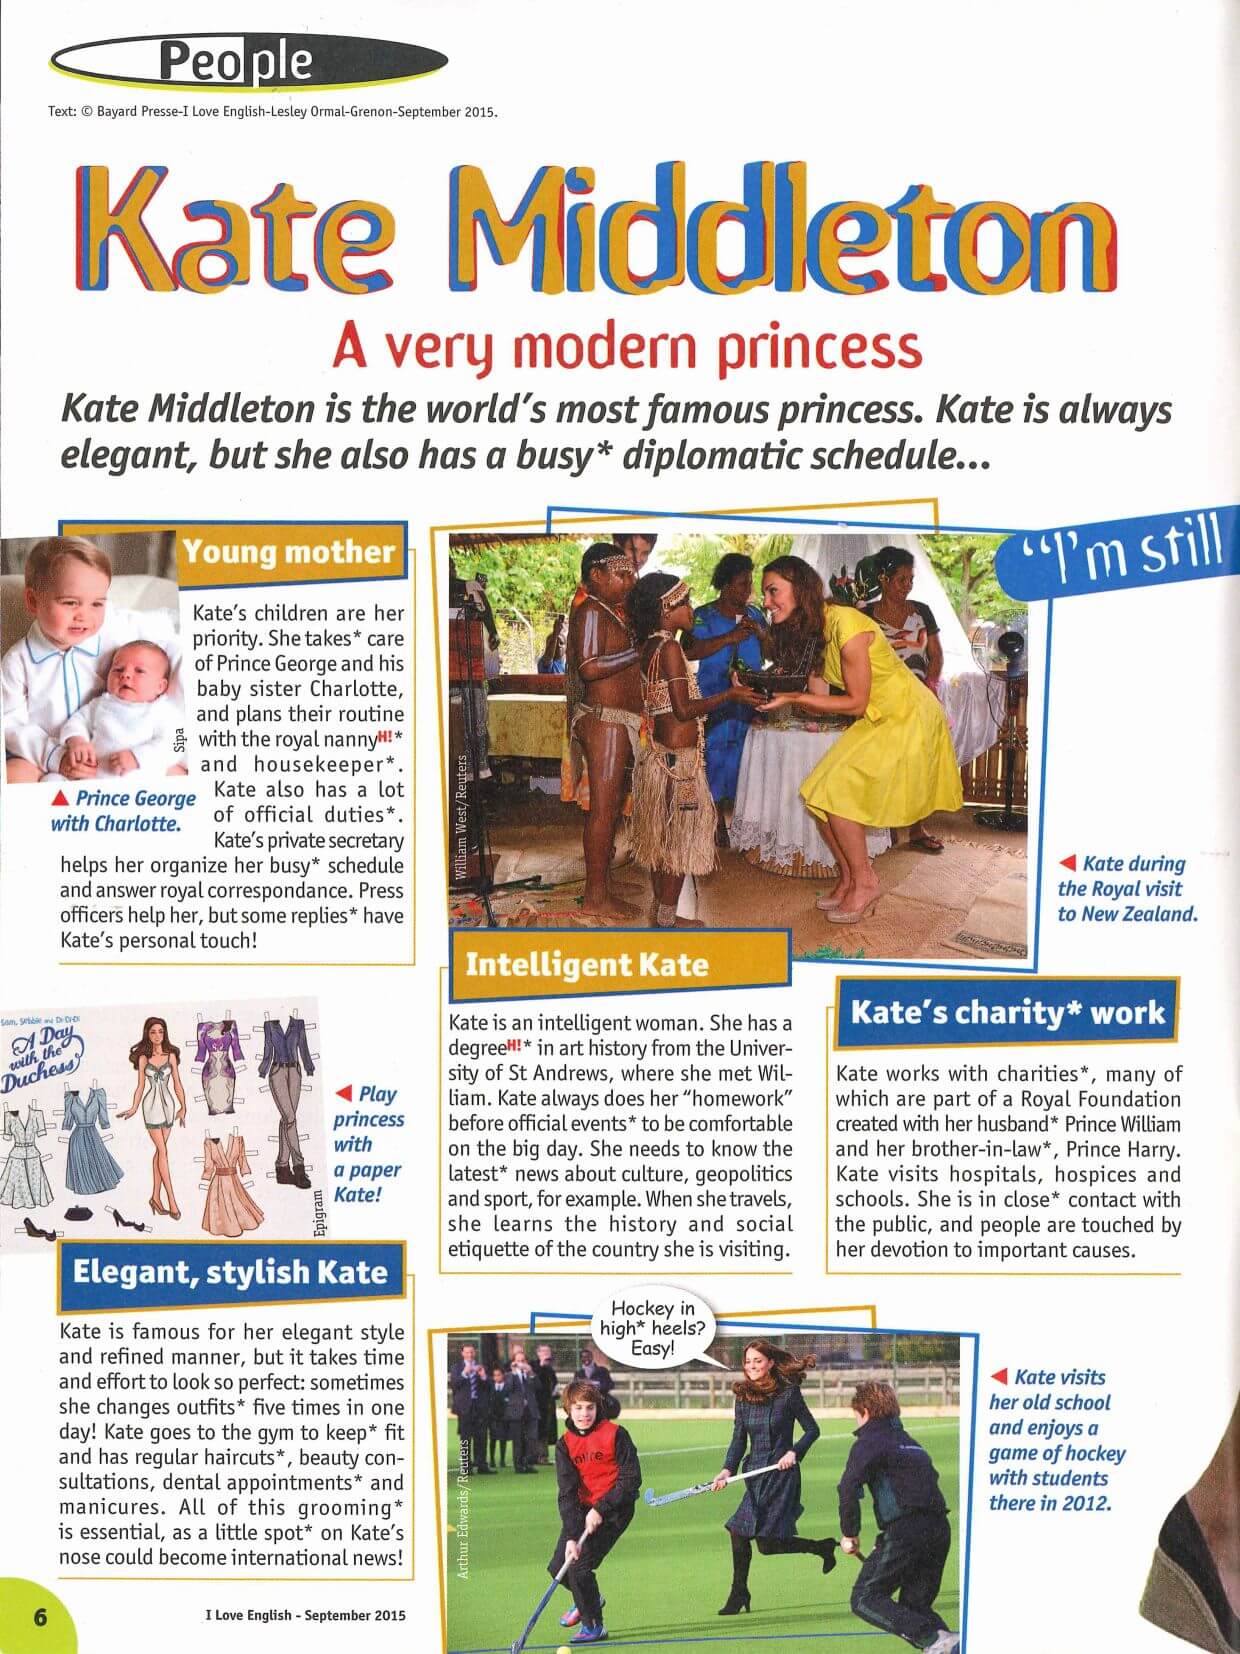 People
Text: © Bayard Presse-I Love English-Lesley Ormal-Grenon-September 2015.
Kate Middleton
A very modern princess
Kate Middleton is the world's most famous princess. Kate is always
elegant, but she also has a busy* diplomatic schedule...
Young mother
Kate's children are her
priority. She takes* care
of Prince George and his
baby sister Charlotte,
and plans their routine
with the royal nannyH!*
and housekeeper*.
Kate also has a lot
of official duties*.
Kate's private secretary
helps her organize her busy* schedule
and answer royal correspondance. Press
officers help her, but some replies* have
Kate's personal touch!
Sipa
▲ Prince George
with Charlotte.
"I'm still
William West/Reuters
◄ Kate during
the Royal visit
to New Zealand.
Intelligent Kate
Kate is an intelligent woman. She has a
degreeH!* in art history from the Univer-
sity of St Andrews, where she met Wil-
liam. Kate always does her "homework"
before official events* to be comfortable
on the big day. She needs to know the
latest* news about culture, geopolitics
and sport, for example. When she travels,
she learns the history and social
etiquette of the country she is visiting.
Kate's charity* work
Kate works with charities*, many of
which are part of a Royal Foundation
created with her husband* Prince William
and her brother-in-law*, Prince Harry.
Kate visits hospitals, hospices and
schools. She is in close* contact with
the public, and people are touched by
her devotion to important causes.
Sam, Sebbie and Di-Di-Di
A Day
with the
Duchess
Epigram
◄ Play
princess
with
a paper
Kate!
Elegant, stylish Kate
Kate is famous for her elegant style
and refined manner, but it takes time
and effort to look so perfect: sometimes
she changes outfits* five times in one
day! Kate goes to the gym to keep* fit
and has regular haircuts*, beauty con-
sultations, dental appointments* and
manicures. All of this grooming*
is essential, as a little spot* on Kate's
nose could become international news!
Hockey in
high* heels?
Easy!
Arthur Edwards/Reuters
◄ Kate visits
her old school
and enjoys a
game of hockey
with students
there in 2012.
6
I Love English - September 2015